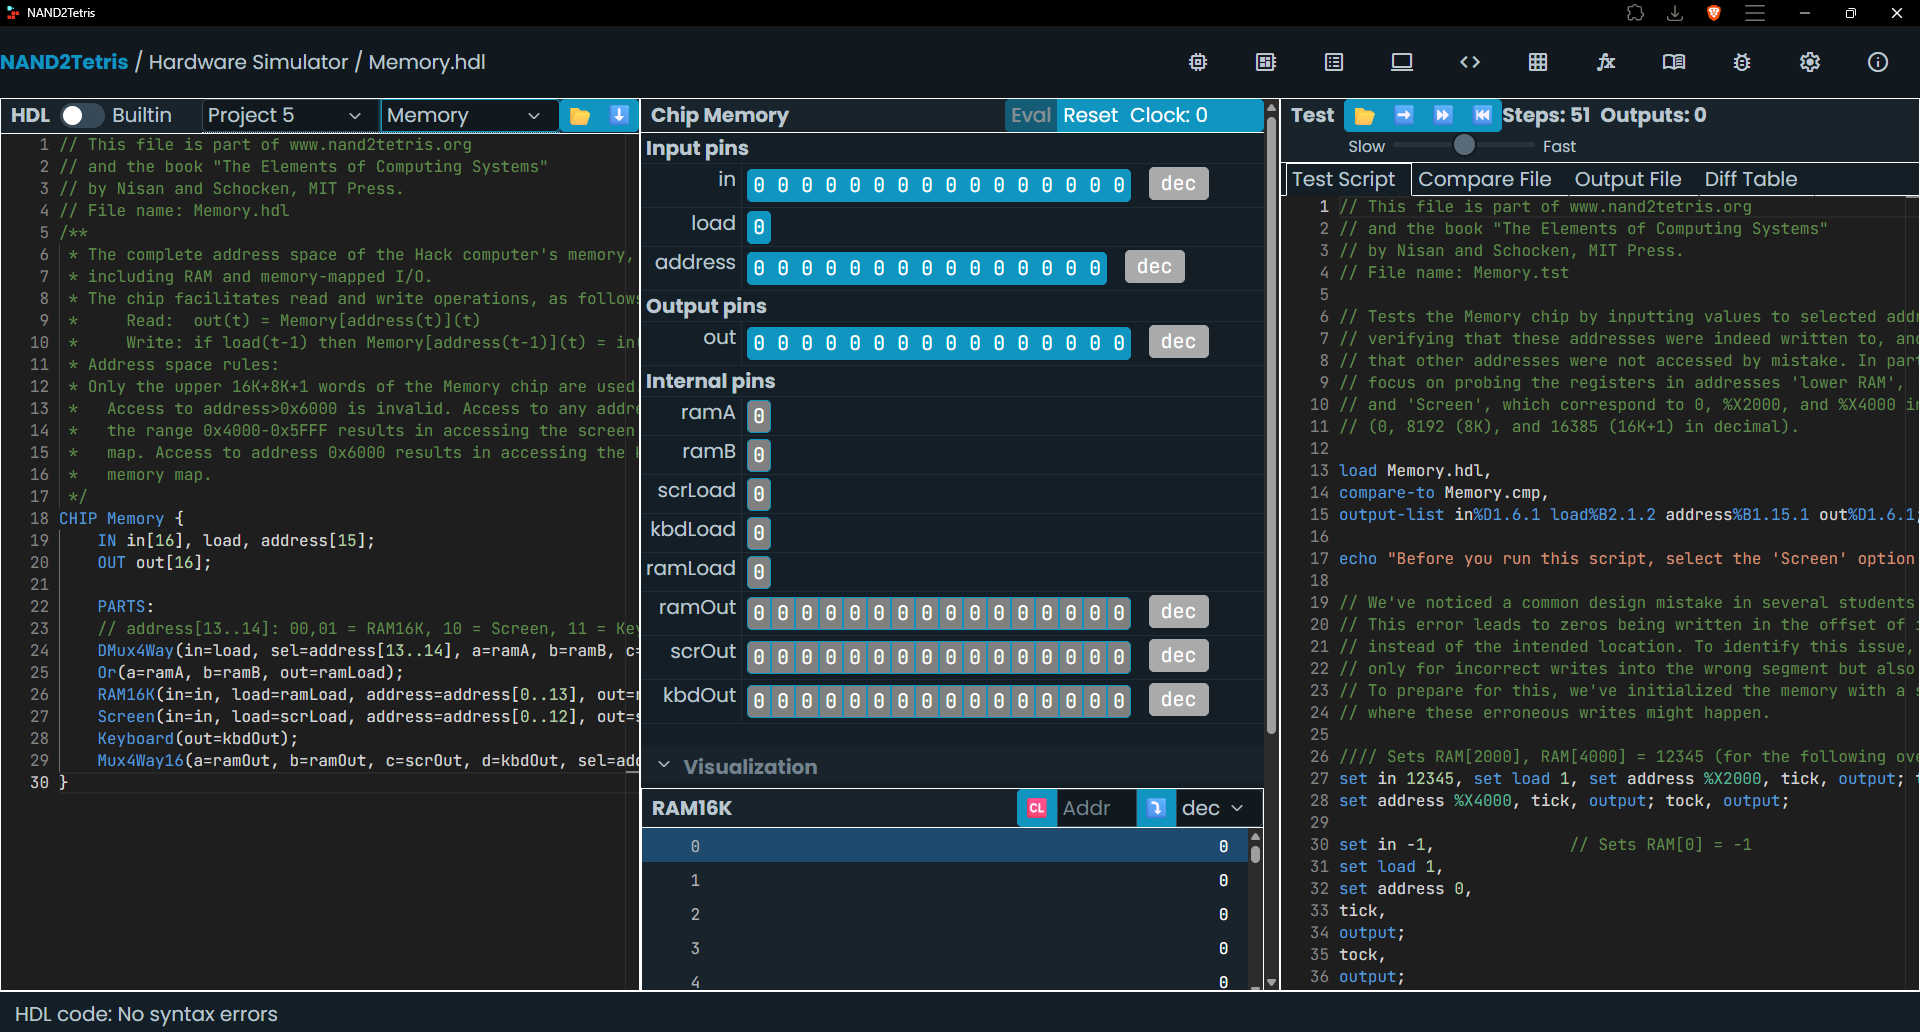 NAND2Tetris
NAND2Tetris / Hardware Simulator / Memory.hdl
HDL Builtin Project 5 Memory
1 // This file is part of www.nand2tetris.org
2 // and the book "The Elements of Computing Systems"
3 // by Nisan and Schocken, MIT Press.
4 // File name: Memory.hdl
5 /**
6 * The complete address space of the Hack computer's memory,
7 * including RAM and memory-mapped I/O.
8 * The chip facilitates read and write operations, as follows
9 * Read: out(t) = Memory[address(t)](t)
10 * Write: if load(t-1) then Memory[address(t-1)](t) = in
11 * Address space rules:
12 * Only the upper 16K+8K+1 words of the Memory chip are used
13 * Access to address>0x6000 is invalid. Access to any addr
14 * the range 0x4000-0x5FFF results in accessing the screen
15 * map. Access to address 0x6000 results in accessing the
16 * memory map.
17 */
18 CHIP Memory {
19 IN in[16], load, address[15];
20 OUT out[16];
21
22 PARTS:
23 // address[13..14]: 00,01 = RAM16K, 10 = Screen, 11 = Key
24 DMux4Way(in=load, sel=address[13..14], a=ramA, b=ramB, c=
25 Or(a=ramA, b=ramB, out=ramLoad);
26 RAM16K(in=in, load=ramLoad, address=address[0..13], out=r
27 Screen(in=in, load=scrLoad, address=address[0..12], out=s
28 Keyboard(out=kbdOut);
29 Mux4Way16(a=ramOut, b=ramOut, c=scrOut, d=kbdOut, sel=add
30 }
Chip Memory Eval Reset Clock: 0
Input pins
in 0 0 0 0 0 0 0 0 0 0 0 0 0 0 0 0 dec
load 0
address 0 0 0 0 0 0 0 0 0 0 0 0 0 0 0 dec
Output pins
out 0 0 0 0 0 0 0 0 0 0 0 0 0 0 0 0 dec
Internal pins
ramA 0
ramB 0
scrLoad 0
kbdLoad 0
ramLoad 0
ramOut 0 0 0 0 0 0 0 0 0 0 0 0 0 0 0 0 dec
scrOut 0 0 0 0 0 0 0 0 0 0 0 0 0 0 0 0 dec
kbdOut 0 0 0 0 0 0 0 0 0 0 0 0 0 0 0 0 dec
Visualization
RAM16K CL Addr dec
0 0
1 0
2 0
3 0
4 0
Test Steps: 51 Outputs: 0
Slow Fast
Test Script Compare File Output File Diff Table
1 // This file is part of www.nand2tetris.org
2 // and the book "The Elements of Computing Systems"
3 // by Nisan and Schocken, MIT Press.
4 // File name: Memory.tst
5
6 // Tests the Memory chip by inputting values to selected addr
7 // verifying that these addresses were indeed written to, and
8 // that other addresses were not accessed by mistake. In part
9 // focus on probing the registers in addresses 'lower RAM',
10 // and 'Screen', which correspond to 0, %X2000, and %X4000 i
11 // (0, 8192 (8K), and 16385 (16K+1) in decimal).
12
13 load Memory.hdl,
14 compare-to Memory.cmp,
15 output-list in%D1.6.1 load%B2.1.2 address%B1.15.1 out%D1.6.1;
16
17 echo "Before you run this script, select the 'Screen' option
18
19 // We've noticed a common design mistake in several students
20 // This error leads to zeros being written in the offset of
21 // instead of the intended location. To identify this issue,
22 // only for incorrect writes into the wrong segment but also
23 // To prepare for this, we've initialized the memory with a s
24 // where these erroneous writes might happen.
25
26 //// Sets RAM[2000], RAM[4000] = 12345 (for the following ove
27 set in 12345, set load 1, set address %X2000, tick, output; t
28 set address %X4000, tick, output; tock, output;
29
30 set in -1, // Sets RAM[0] = -1
31 set load 1,
32 set address 0,
33 tick,
34 output;
35 tock,
36 output;
HDL code: No syntax errors